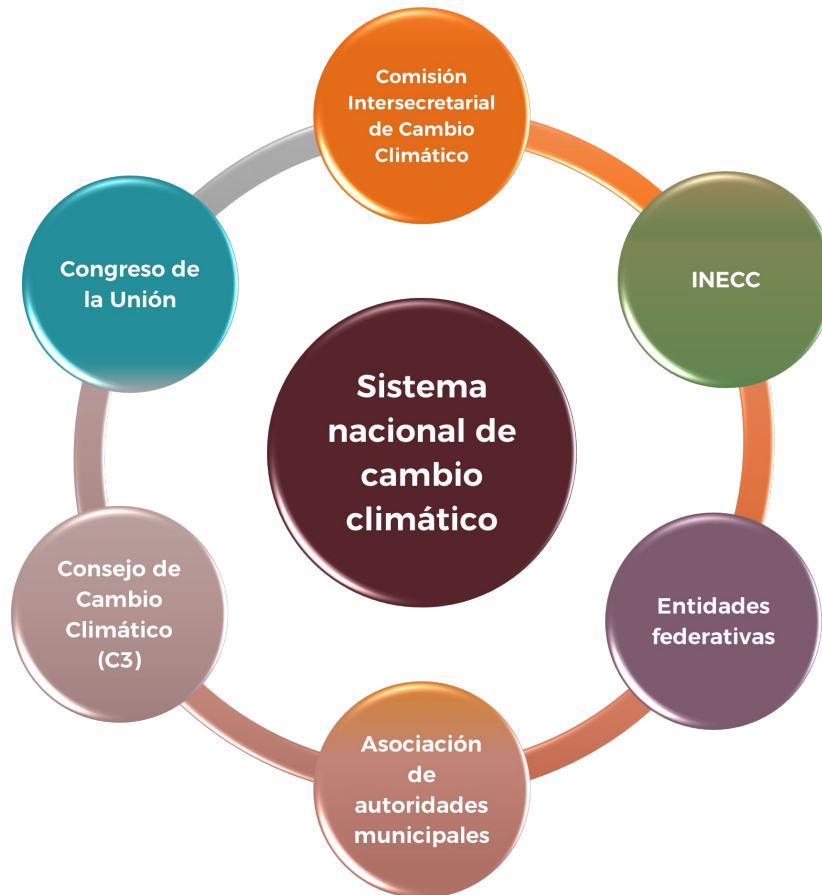 Comisión
Intersecretarial
de Cambio
Climático
INECC
Entidades
federativas
Asociación
de
autoridades
municipales
Consejo de
Cambio
Climático
(C3)
Congreso de
la Unión
Sistema
nacional de
cambio
climático